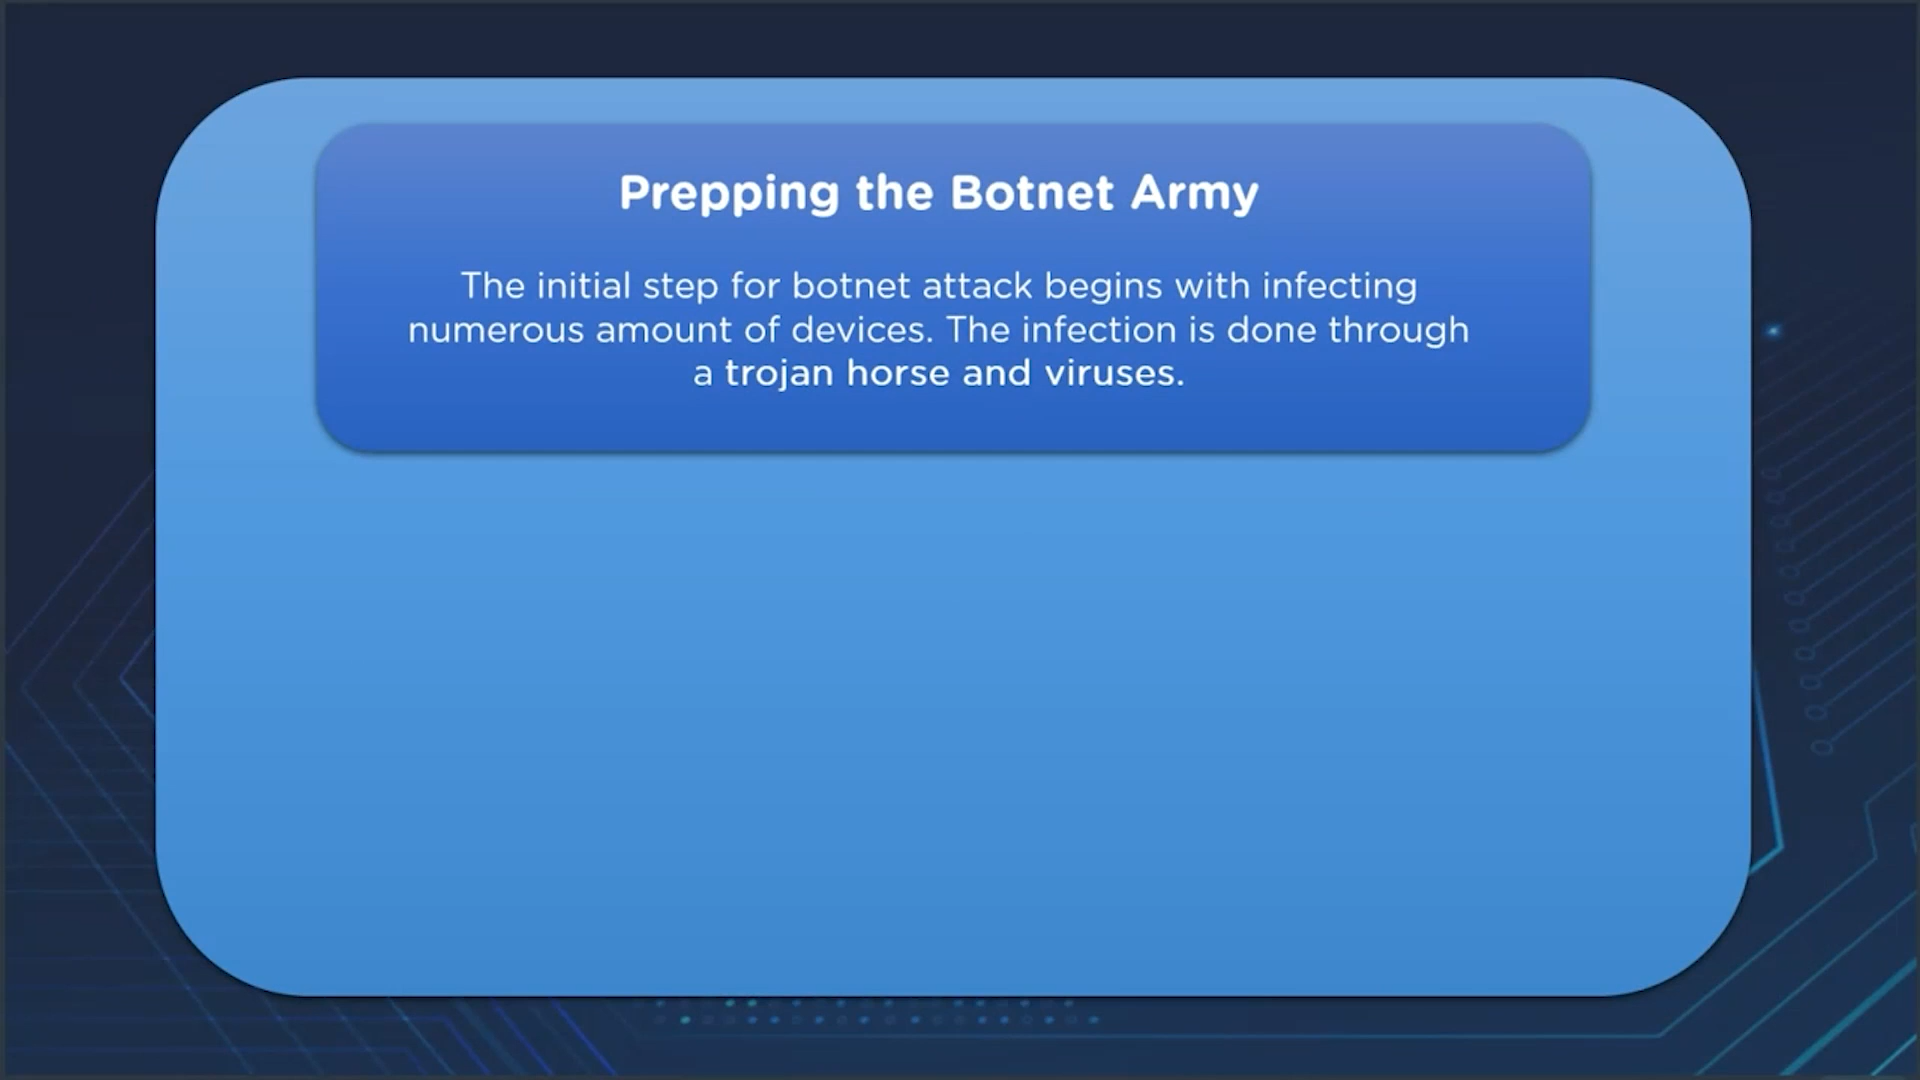 Prepping the Botnet Army
The initial step for botnet attack begins with infecting
numerous amount of devices. The infection is done through
a trojan horse and viruses.